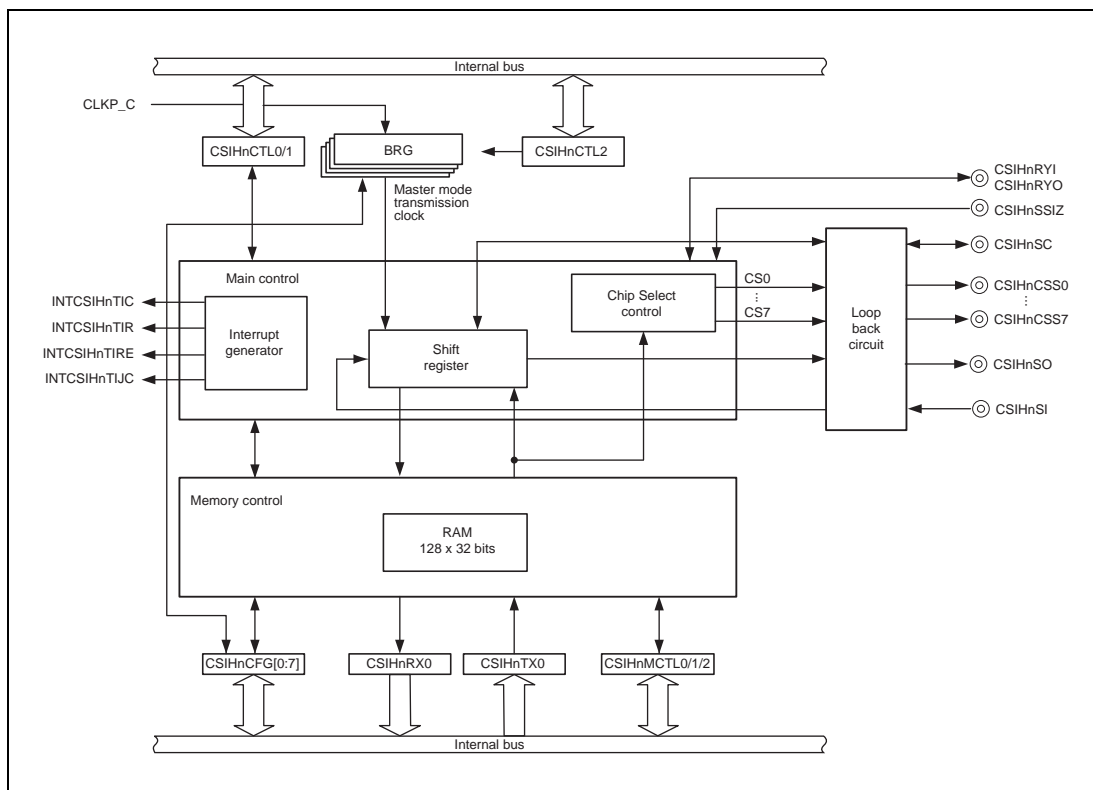 Internal bus
CLKP_C
CSIHnCTL0/1
BRG
CSIHnCTL2
Master mode
transmission
clock
CSIHnRYI
CSIHnRYO
CSIHnSSIZ
CSIHnSC
Main control
Chip Select
control
CS0
CS7
CSIHnCSS0
CSIHnCSS7
Loop
back
circuit
INTCSIHnTIC
INTCSIHnTIR
INTCSIHnTIRE
INTCSIHnTIJC
Interrupt
generator
Shift
register
CSIHnSO
CSIHnSI
Memory control
RAM
128 x 32 bits
CSIHnCFG[0:7]
CSIHnRX0
CSIHnTX0
CSIHnMCTL0/1/2
Internal bus